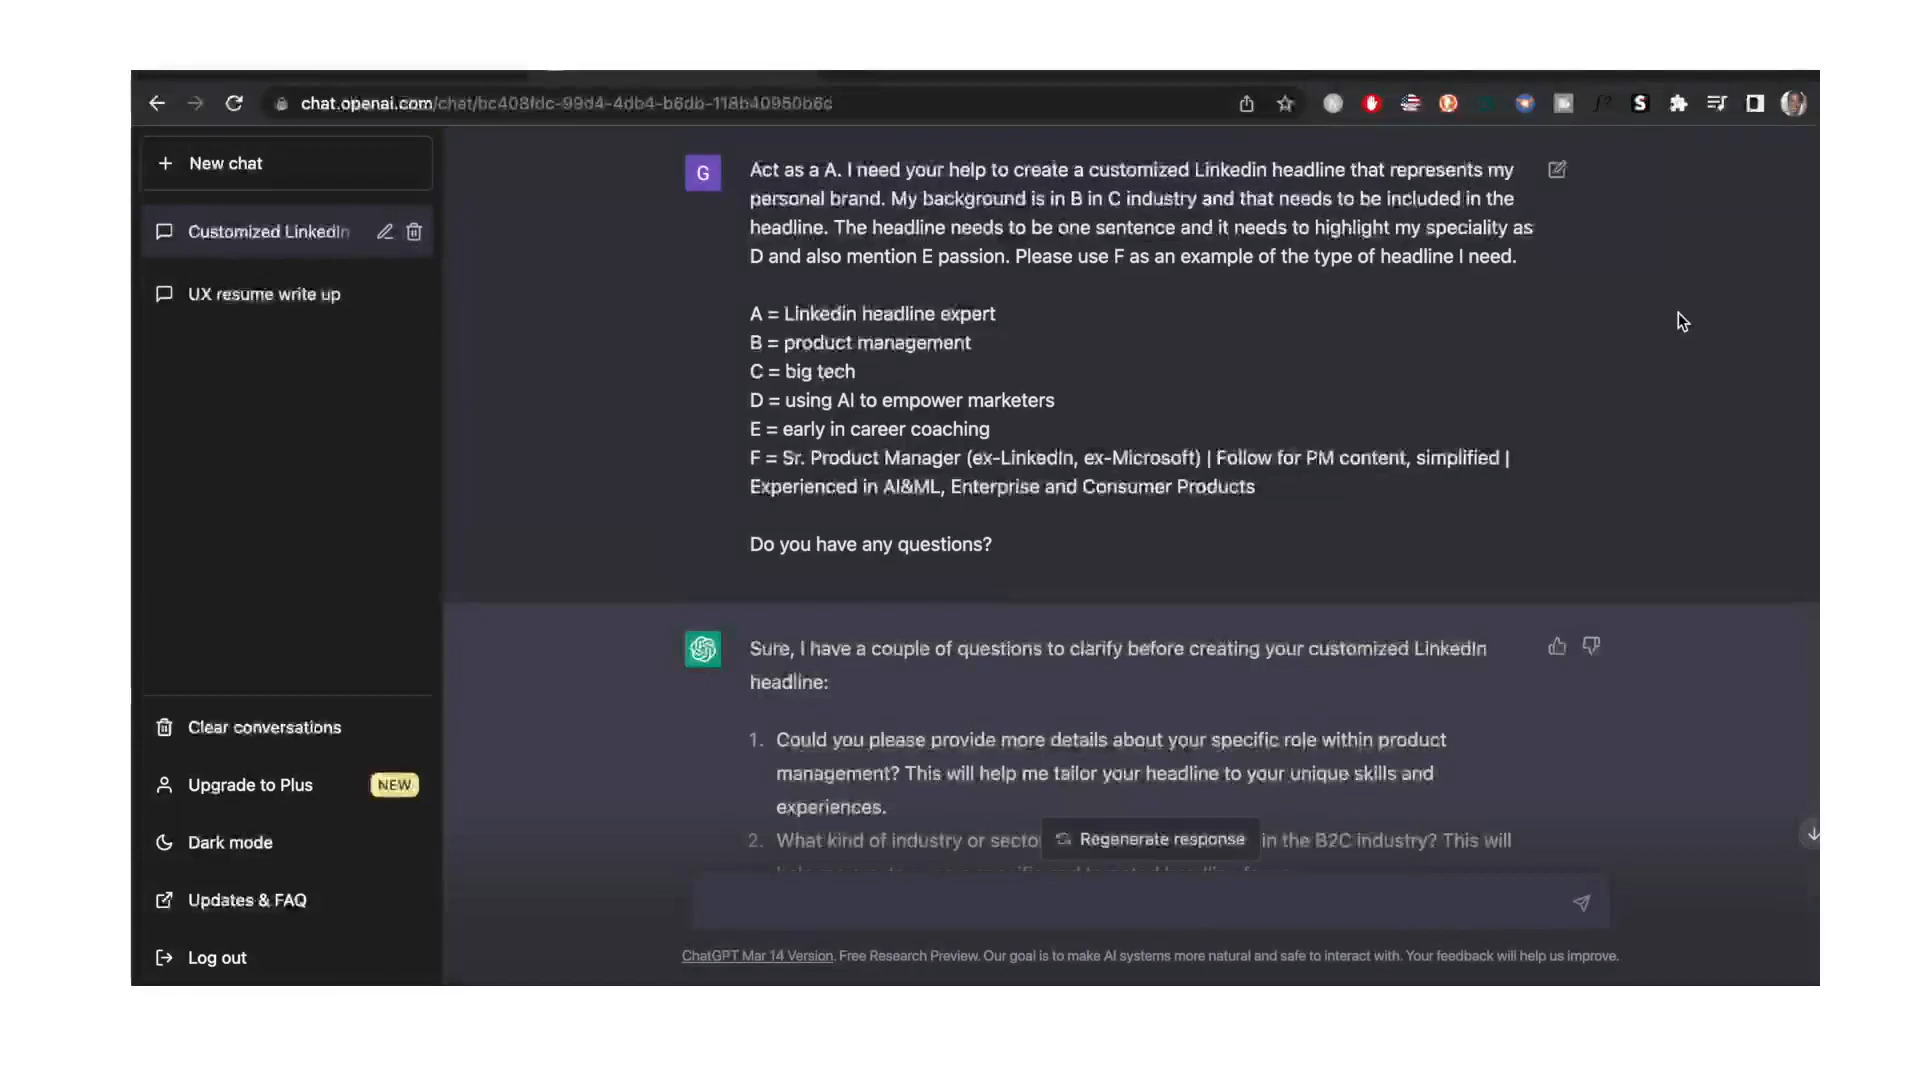 chat.openai.com/chat/bc408fdc-99d4-4db4-b6db-118b40950b6c
New chat
Customized LinkedIn
UX resume write up
Clear conversations
Upgrade to Plus NEW
Dark mode
Updates & FAQ
Log out
G
Act as a A. I need your help to create a customized Linkedin headline that represents my
personal brand. My background is in B in C industry and that needs to be included in the
headline. The headline needs to be one sentence and it needs to highlight my speciality as
D and also mention E passion. Please use F as an example of the type of headline I need.
A = Linkedin headline expert
B = product management
C = big tech
D = using AI to empower marketers
E = early in career coaching
F = Sr. Product Manager (ex-LinkedIn, ex-Microsoft) | Follow for PM content, simplified |
Experienced in AI&ML, Enterprise and Consumer Products
Do you have any questions?
Sure, I have a couple of questions to clarify before creating your customized LinkedIn
headline:
1. Could you please provide more details about your specific role within product
management? This will help me tailor your headline to your unique skills and
experiences.
2. What kind of industry or secto in the B2C industry? This will
Regenerate response
ChatGPT Mar 14 Version. Free Research Preview. Our goal is to make AI systems more natural and safe to interact with. Your feedback will help us improve.